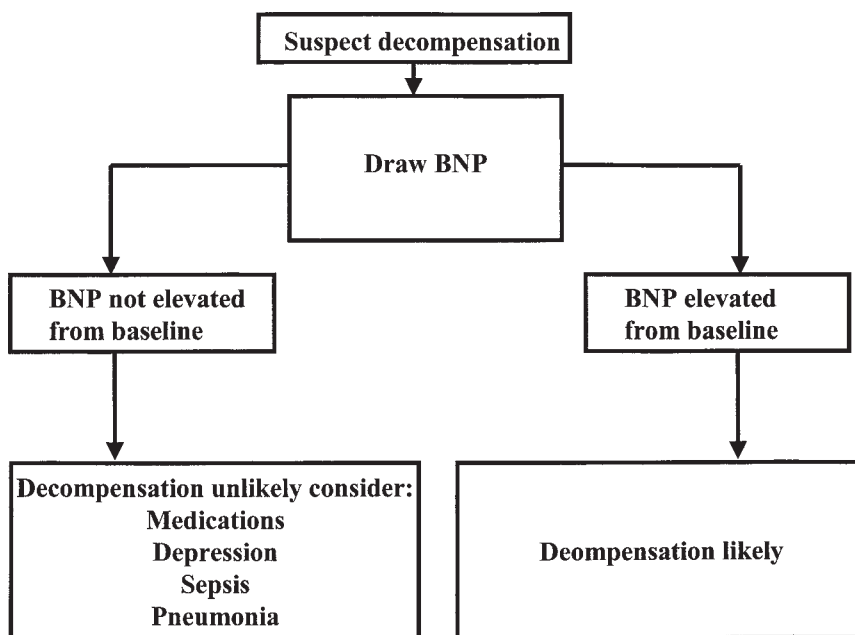 Suspect decompensation
Draw BNP
BNP not elevated
from baseline
BNP elevated
from baseline
Decompensation unlikely consider:
Medications
Depression
Sepsis
Pneumonia
Deompensation likely